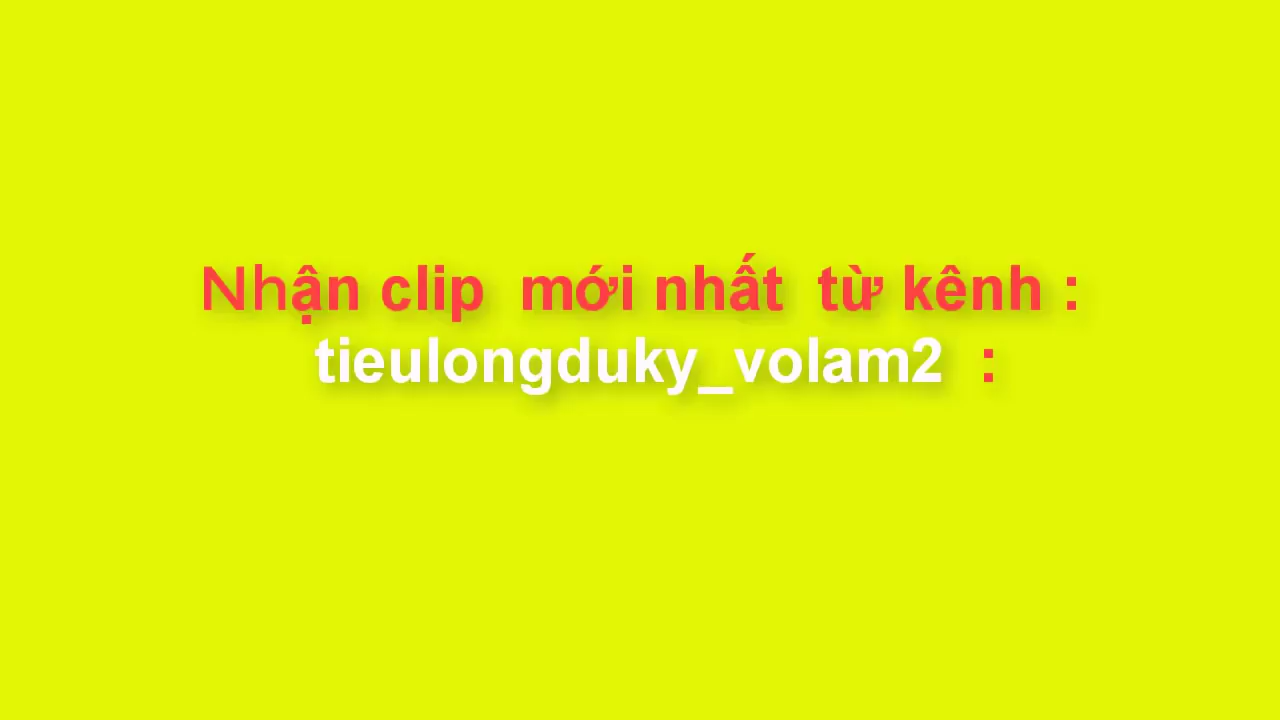 Nhận clip mới nhất từ kênh :
tieulongduky_volam2 :